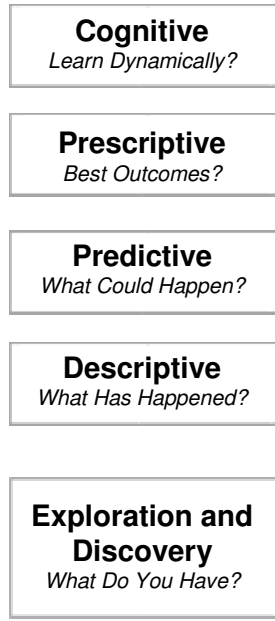 Cognitive
Learn Dynamically?
Prescriptive
Best Outcomes?
Predictive
What Could Happen?
Descriptive
What Has Happened?
Exploration and
Discovery
What Do You Have?